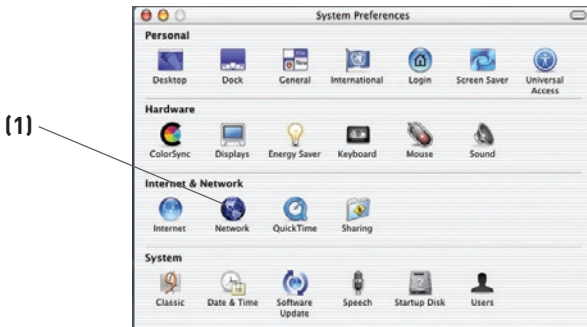 System Preferences
Personal
Desktop Dock General International Login Screen Saver Universal Access
Hardware
(1)
ColorSync Displays Energy Saver Keyboard Mouse Sound
Internet & Network
Internet Network QuickTime Sharing
System
Classic Date & Time Software Update Speech Startup Disk Users